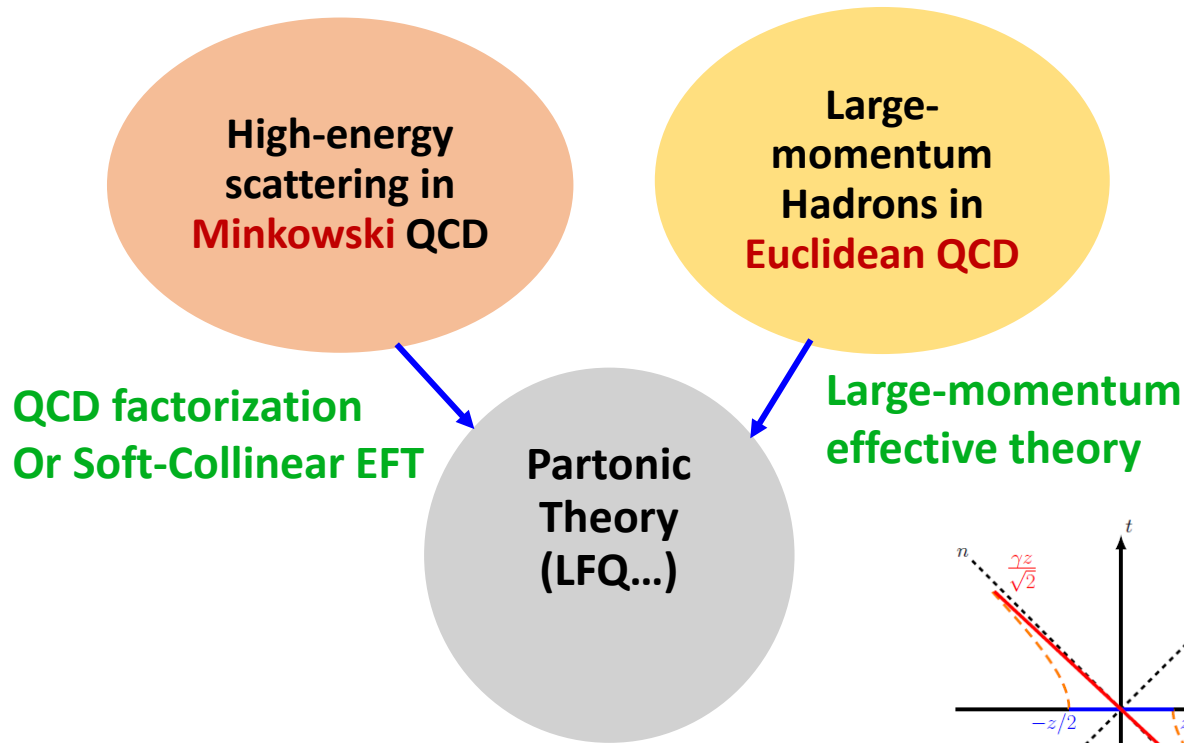 High-energy
scattering in
Minkowski QCD
Large-
momentum
Hadrons in
Euclidean QCD
QCD factorization
Or Soft-Collinear EFT
Large-momentum
effective theory
Partonic
Theory
(LFQ...)
t
n
γz/√2
−z/2